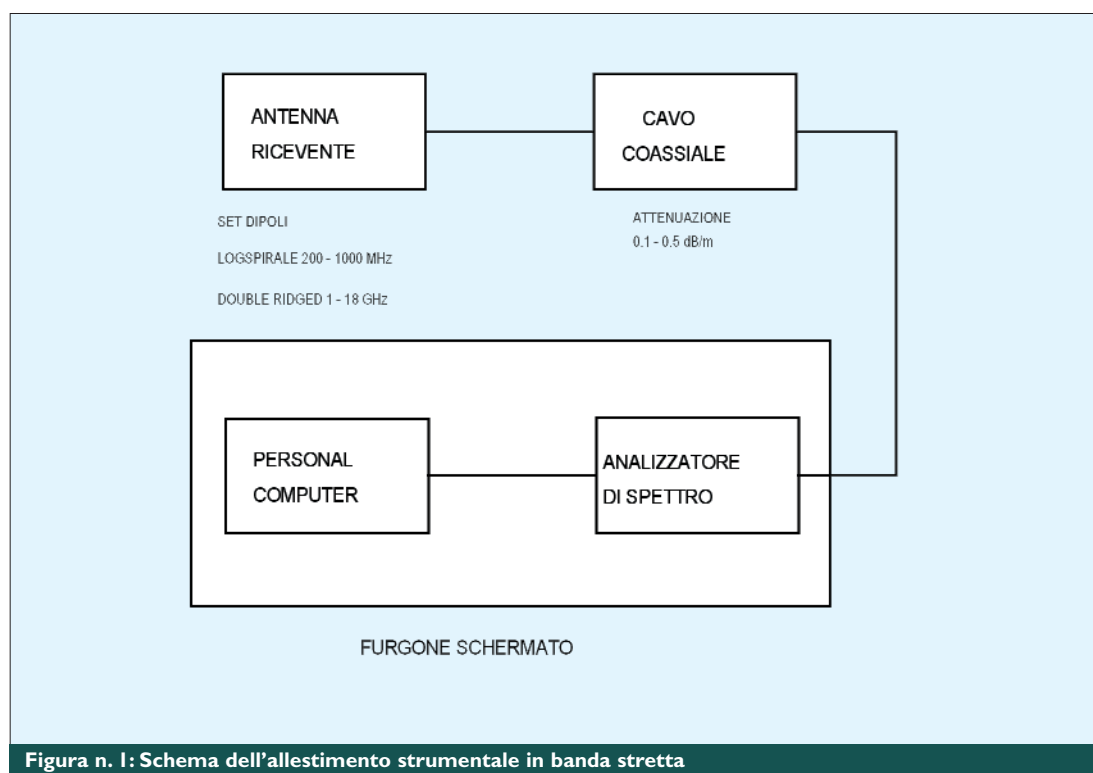 ANTENNA
RICEVENTE
CAVO
COASSIALE
SET DIPOLI
LOGSPIRALE 200 - 1000 MHz
DOUBLE RIDGED 1 - 18 GHz
ATTENUAZIONE
0.1 - 0.5 dB/m
PERSONAL
COMPUTER
ANALIZZATORE
DI SPETTRO
FURGONE SCHERMATO
Figura n. 1: Schema dell’allestimento strumentale in banda stretta